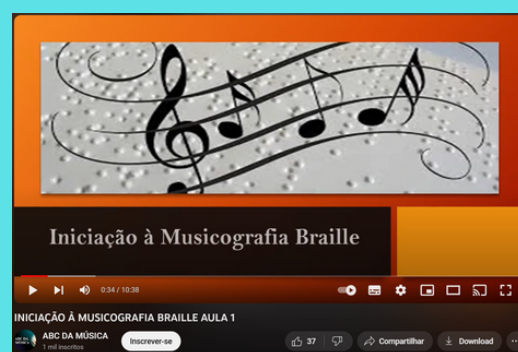 Iniciação à Musicografia Braille
0:34 / 10:38
INICIAÇÃO À MUSICOGRAFIA BRAILLE AULA 1
ABC DA MÚSICA
1 mil inscritos
Inscrever-se
37
Compartilhar
Download